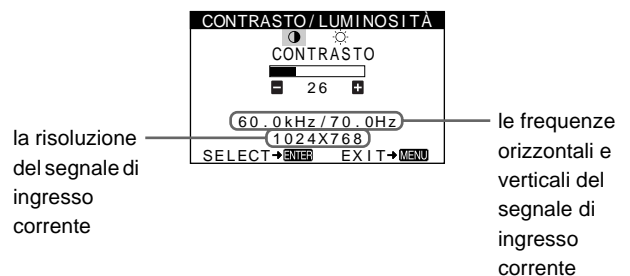 CONTRASTO/LUMINOSITÀ
CONTRASTO
26
60.0kHz/70.0Hz
1024X768
SELECT→ENTER EXIT→MENU
la risoluzione
del segnale di
ingresso
corrente
le frequenze
orizzontali e
verticali del
segnale di
ingresso
corrente